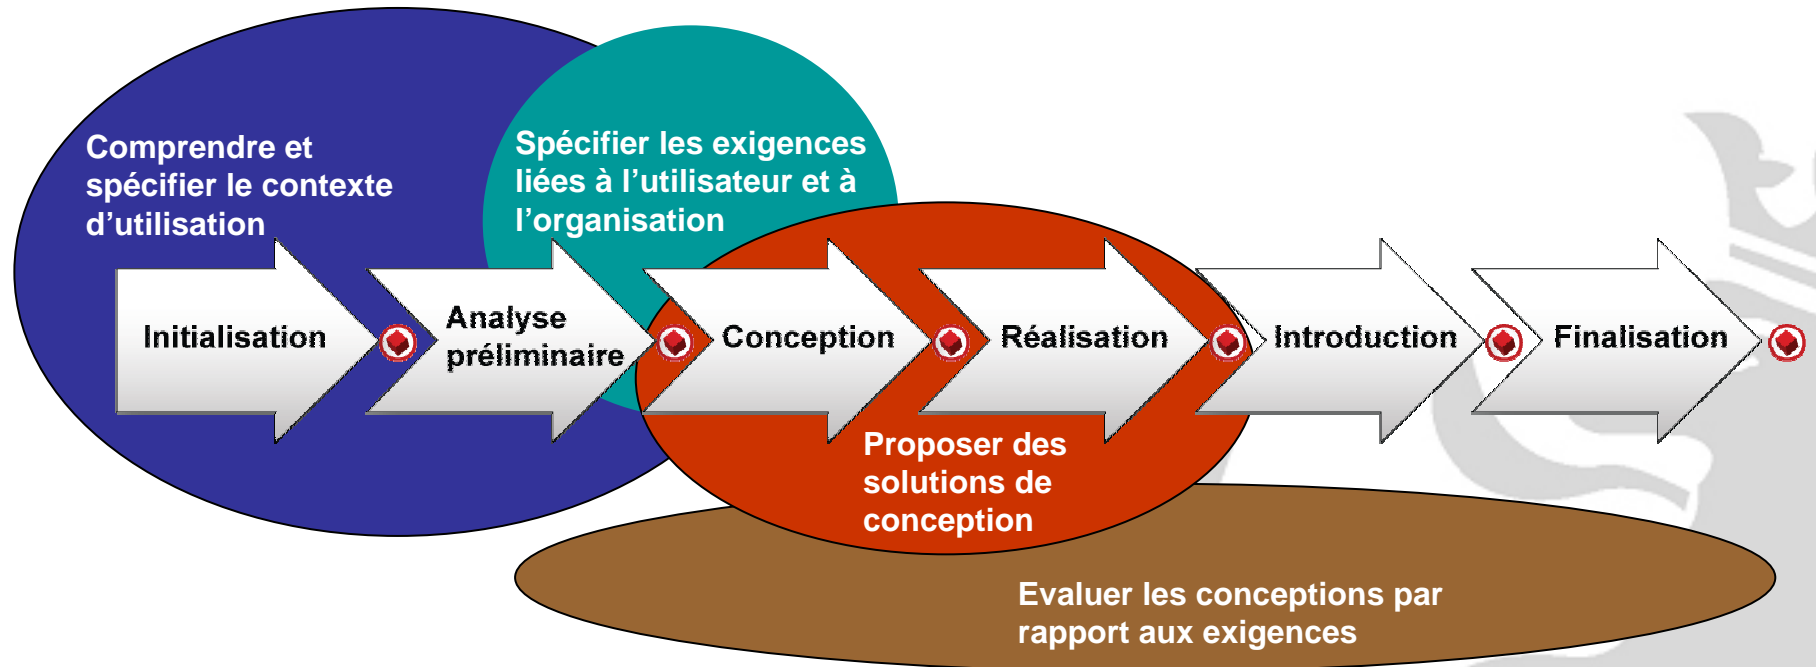 Comprendre et
spécifier le contexte
d’utilisation
Spécifier les exigences
liées à l’utilisateur et à
l’organisation
Initialisation
Analyse
préliminaire
Conception
Réalisation
Introduction
Finalisation
Proposer des
solutions de
conception
Evaluer les conceptions par
rapport aux exigences